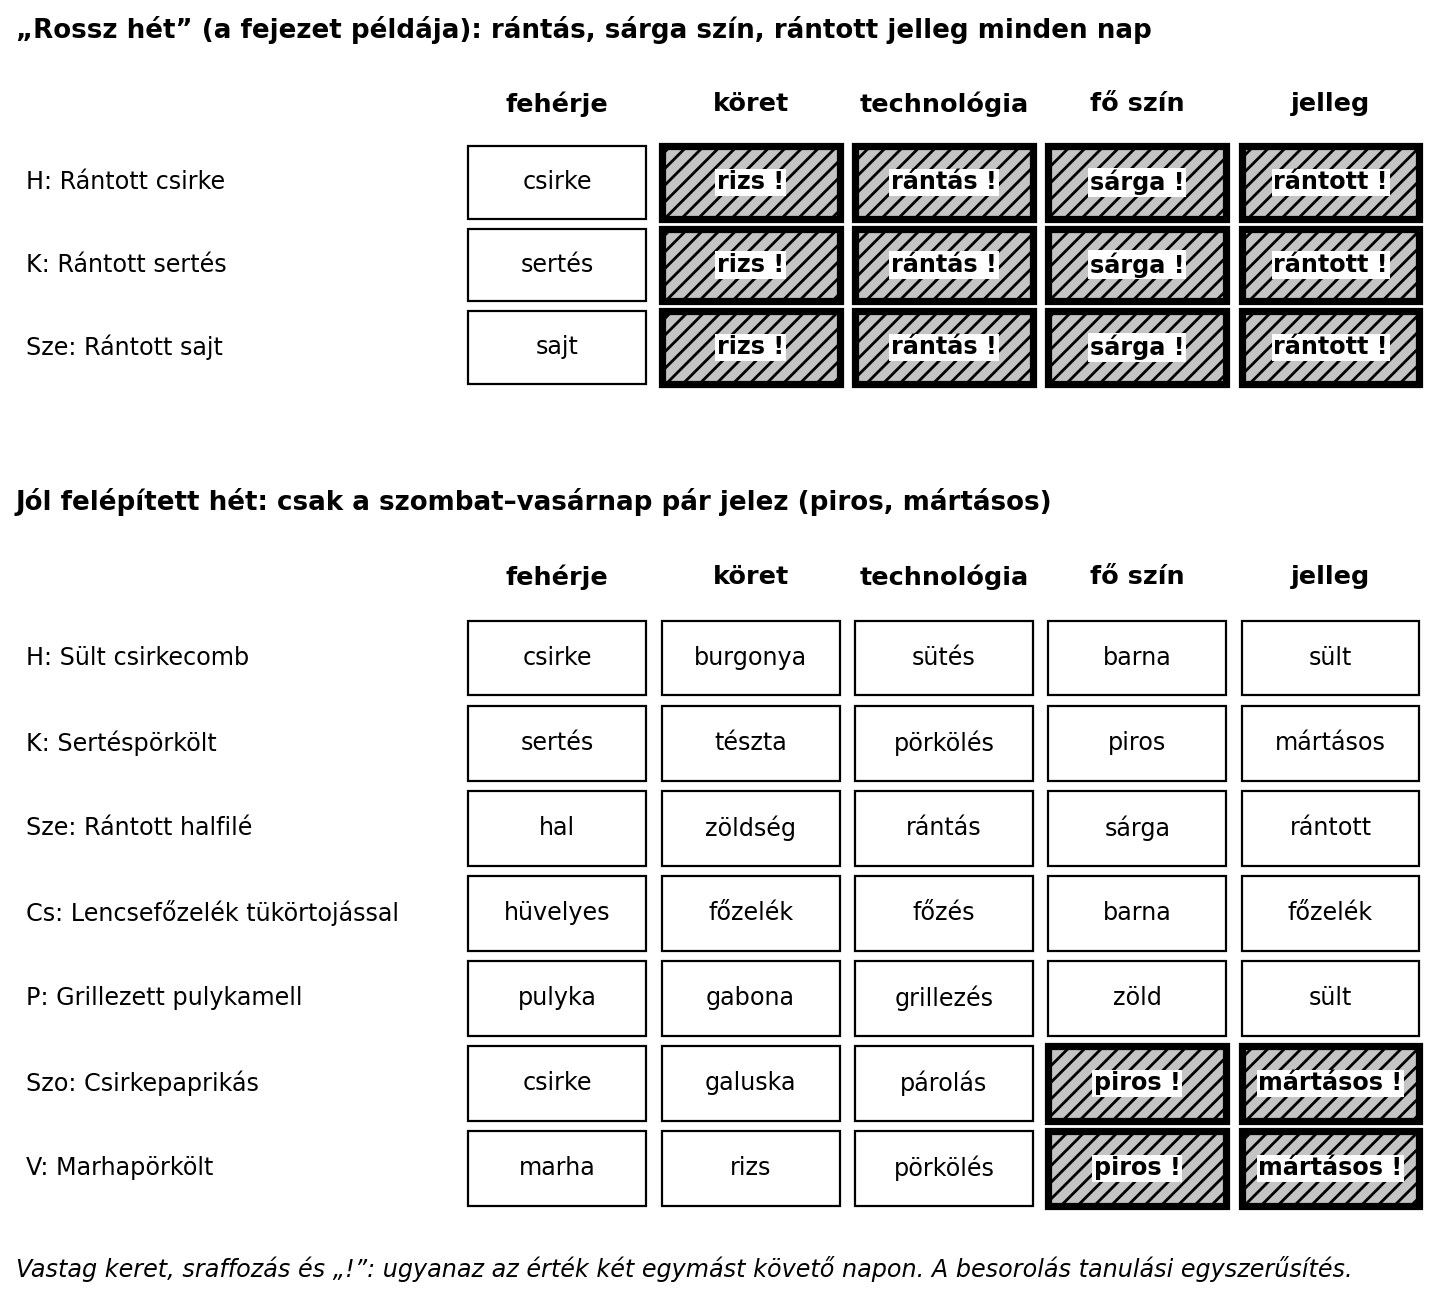 „Rossz hét” (a fejezet példája): rántás, sárga szín, rántott jelleg minden nap
fehérje köret technológia fő szín jelleg
H: Rántott csirke csirke rizs ! rántás ! sárga ! rántott !
K: Rántott sertés sertés rizs ! rántás ! sárga ! rántott !
Sze: Rántott sajt sajt rizs ! rántás ! sárga ! rántott !
Jól felépített hét: csak a szombat–vasárnap pár jelez (piros, mártásos)
fehérje köret technológia fő szín jelleg
H: Sült csirkecomb csirke burgonya sütés barna sült
K: Sertéspörkölt sertés tészta pörkölés piros mártásos
Sze: Rántott halfilé hal zöldség rántás sárga rántott
Cs: Lencsefőzelék tükörtojással hüvelyes főzelék főzés barna főzelék
P: Grillezett pulykamell pulyka gabona grillezés zöld sült
Szo: Csirkepaprikás csirke galuska párolás piros ! mártásos !
V: Marhapörkölt marha rizs pörkölés piros ! mártásos !
Vastag keret, sraffozás és „!”: ugyanaz az érték két egymást követő napon. A besorolás tanulási egyszerűsítés.